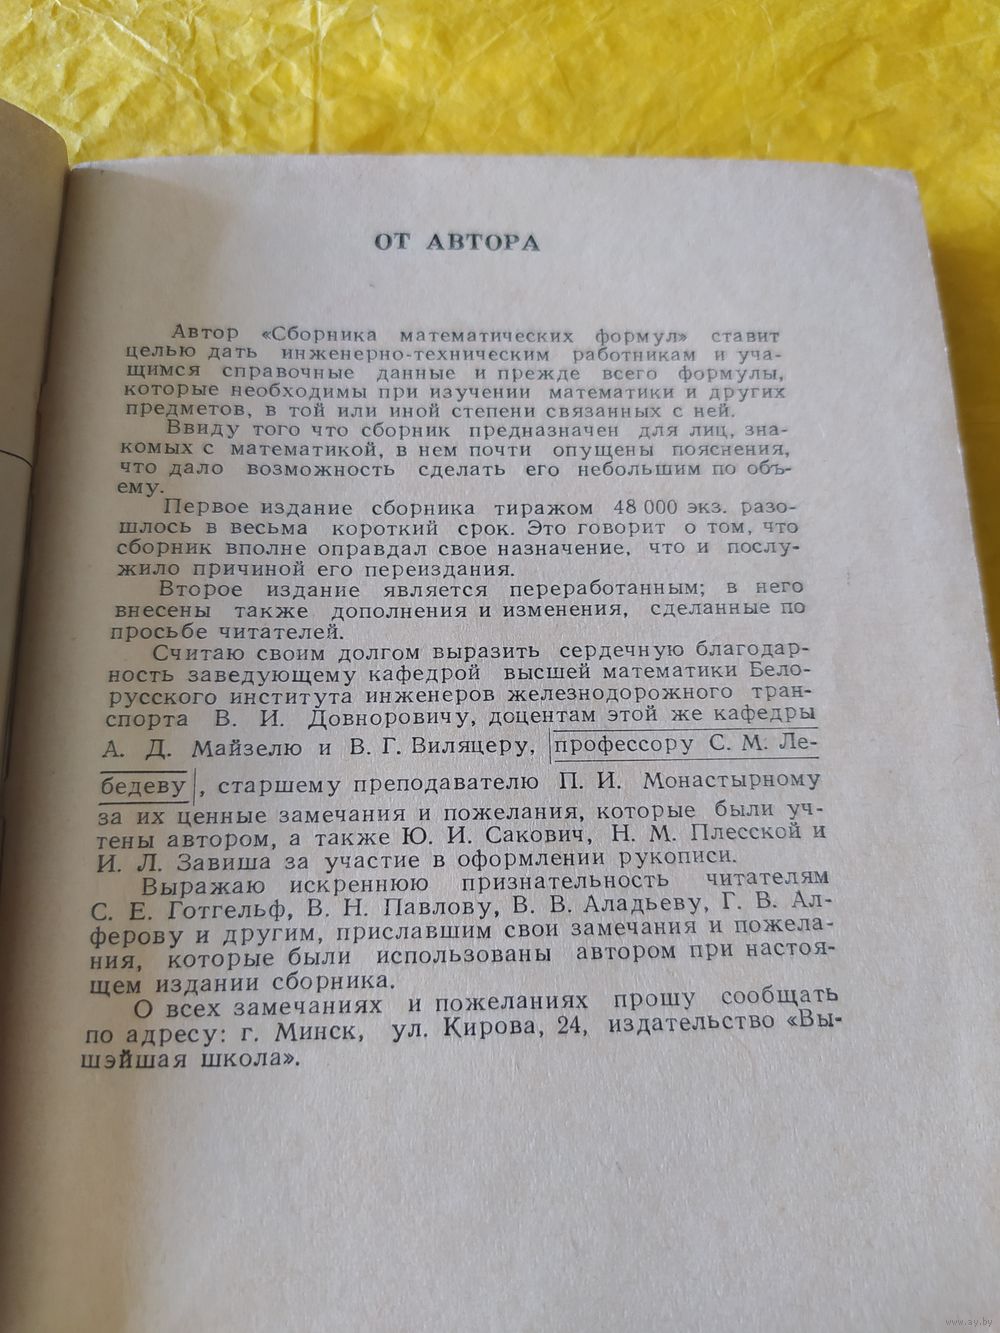 ОТ АВТОРА
Автор «Сборника математических формул» ставит
целью дать инженерно-техническим работникам и уча-
щимся справочные данные и прежде всего формулы,
которые необходимы при изучении математики и других
предметов, в той или иной степени связанных с ней.
Ввиду того что сборник предназначен для лиц, зна-
комых с математикой, в нем почти опущены пояснения,
что дало возможность сделать его небольшим по объ-
ему.
Первое издание сборника тиражом 48 000 экз. разо-
шлось в весьма короткий срок. Это говорит о том, что
сборник вполне оправдал свое назначение, что и послу-
жило причиной его переиздания.
Второе издание является переработанным; в него
внесены также дополнения и изменения, сделанные по
просьбе читателей.
Считаю своим долгом выразить сердечную благодар-
ность заведующему кафедрой высшей математики Бело-
русского института инженеров железнодорожного тран-
спорта В. И. Довноровичу, доцентам этой же кафедры
А. Д. Майзелю и В. Г. Виляцеру, профессору С. М. Ле-
бедеву, старшему преподавателю П. И. Монастырному
за их ценные замечания и пожелания, которые были уч-
тены автором, а также Ю. И. Сакович, Н. М. Плесской и
И. Л. Завиша за участие в оформлении рукописи.
Выражаю искреннюю признательность читателям
С. Е. Готгельф, В. Н. Павлову, В. В. Аладьеву, Г. В. Ал-
ферову и другим, приславшим свои замечания и пожела-
ния, которые были использованы автором при настоя-
щем издании сборника.
О всех замечаниях и пожеланиях прошу сообщать
по адресу: г. Минск, ул. Кирова, 24, издательство «Вы-
шэйшая школа».
www.ay.by